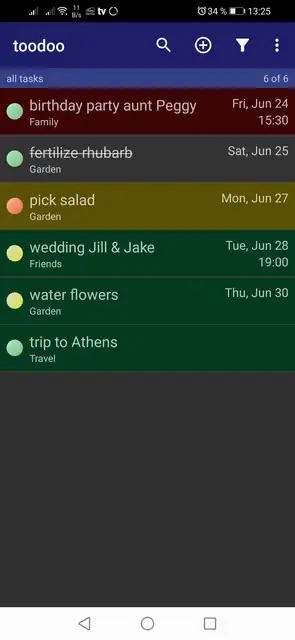 11 B/s tv 34 % 13:25
toodoo
all tasks 6 of 6
birthday party aunt Peggy Fri, Jun 24
Family 15:30
fertilize rhubarb Sat, Jun 25
Garden
pick salad Mon, Jun 27
Garden
wedding Jill & Jake Tue, Jun 28
Friends 19:00
water flowers Thu, Jun 30
Garden
trip to Athens
Travel